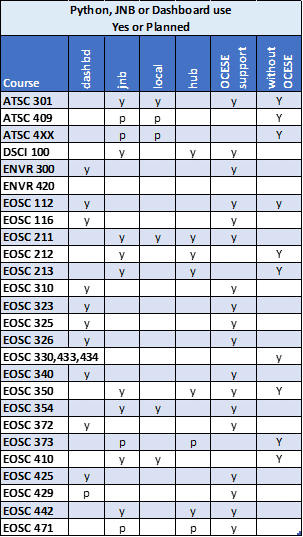 Python, JNB or Dashboard use
Yes or Planned
Course dashbd jnb local hub OCESE support without OCESE
ATSC 301 y y y Y
ATSC 409 p p Y
ATSC 4XX p p Y
DSCI 100 y y y
ENVR 300 y y
ENVR 420
EOSC 112 y y y
EOSC 116 y y
EOSC 211 y y y y
EOSC 212 y y Y
EOSC 213 y y Y
EOSC 310 y y
EOSC 323 y y
EOSC 325 y y
EOSC 326 y y
EOSC 330,433,434 y
EOSC 340 y y
EOSC 350 y y y Y
EOSC 354 y y y
EOSC 372 y y
EOSC 373 p p Y
EOSC 410 y y Y
EOSC 425 y y
EOSC 429 p y
EOSC 442 y y y
EOSC 471 p p y